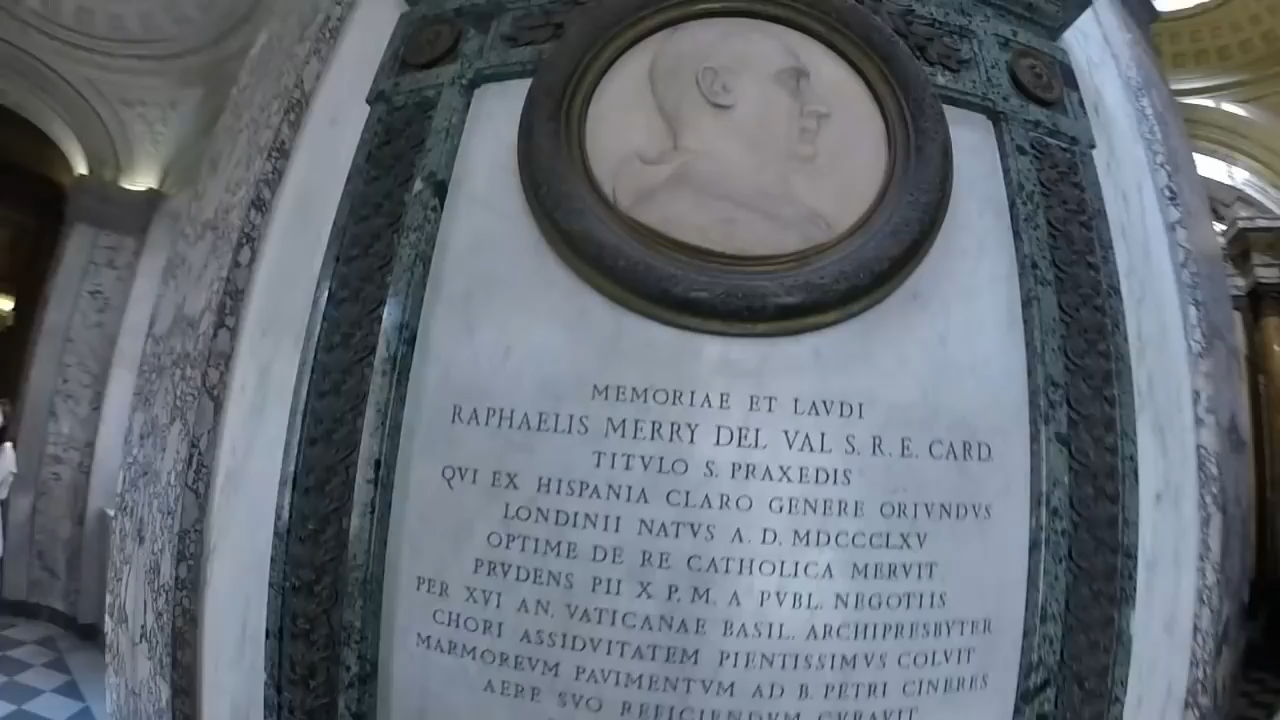 MEMORIAE ET LAVDI
RAPHAELIS MERRY DEL VAL S. R. E. CARD.
TITVLO S. PRAXEDIS
QVI EX HISPANIA CLARO GENERE ORIVNDVS
LONDINII NATVS A. D. MDCCCLXV
OPTIME DE RE CATHOLICA MERVIT
PRVDENS PII X P. M. A PVBL. NEGOTIIS
PER XVI AN. VATICANAE BASIL. ARCHIPRESBYTER
CHORI ASSIDVITATEM PIENTISSIMVS COLVIT
MARMOREVM PAVIMENTVM AD B. PETRI CINERES
AERE SVO REFICIENDVM CVRAVIT